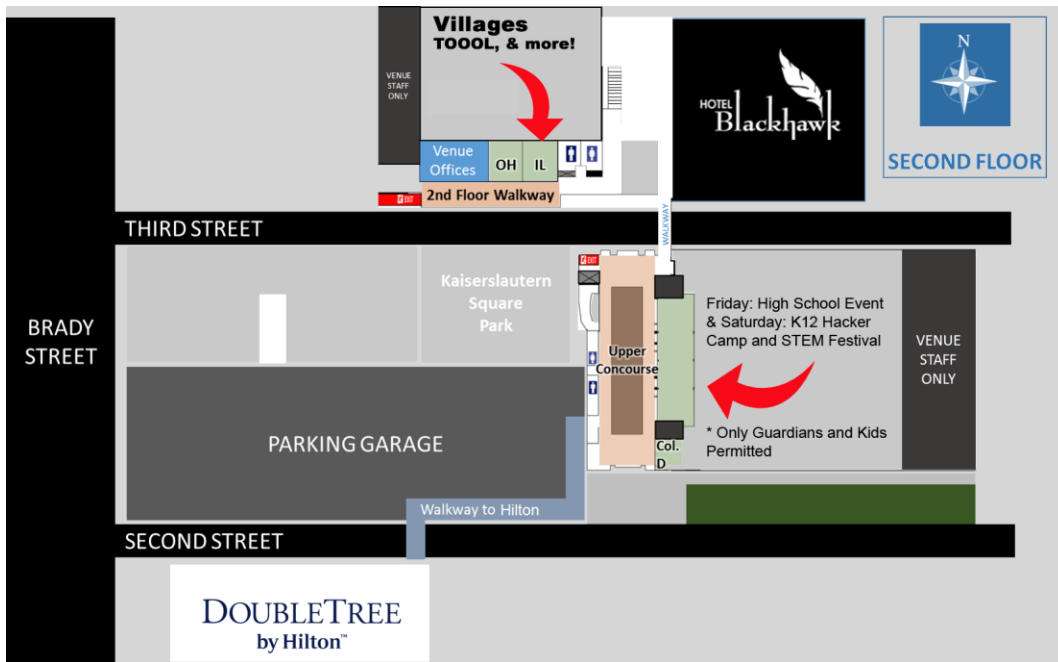 Villages
TOOOL, & more!
VENUE
STAFF
ONLY
Venue
Offices
OH
IL
EXIT
2nd Floor Walkway
HOTEL
Blackhawk
N
SECOND FLOOR
THIRD STREET
WALKWAY
BRADY
STREET
Kaiserslautern
Square
Park
EXIT
Upper
Concourse
Friday: High School Event
& Saturday: K12 Hacker
Camp and STEM Festival
* Only Guardians and Kids
Permitted
VENUE
STAFF
ONLY
PARKING GARAGE
Col.
D
Walkway to Hilton
SECOND STREET
DOUBLETREE
by Hilton™